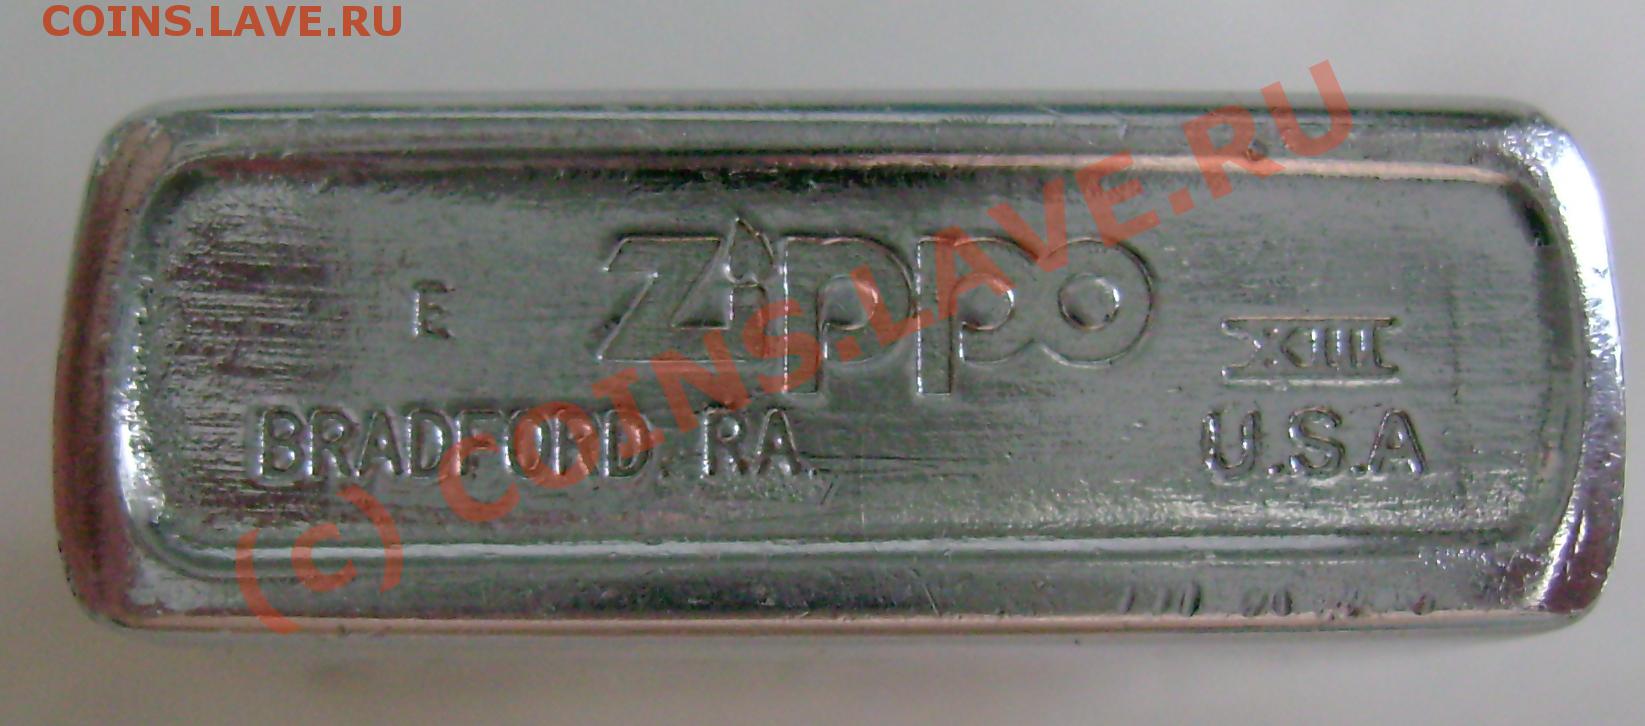 COINS.LAVE.RU
zippo
E
XIII
BRADFORD. PA.
U.S.A
(c) COINS.LAVE.RU